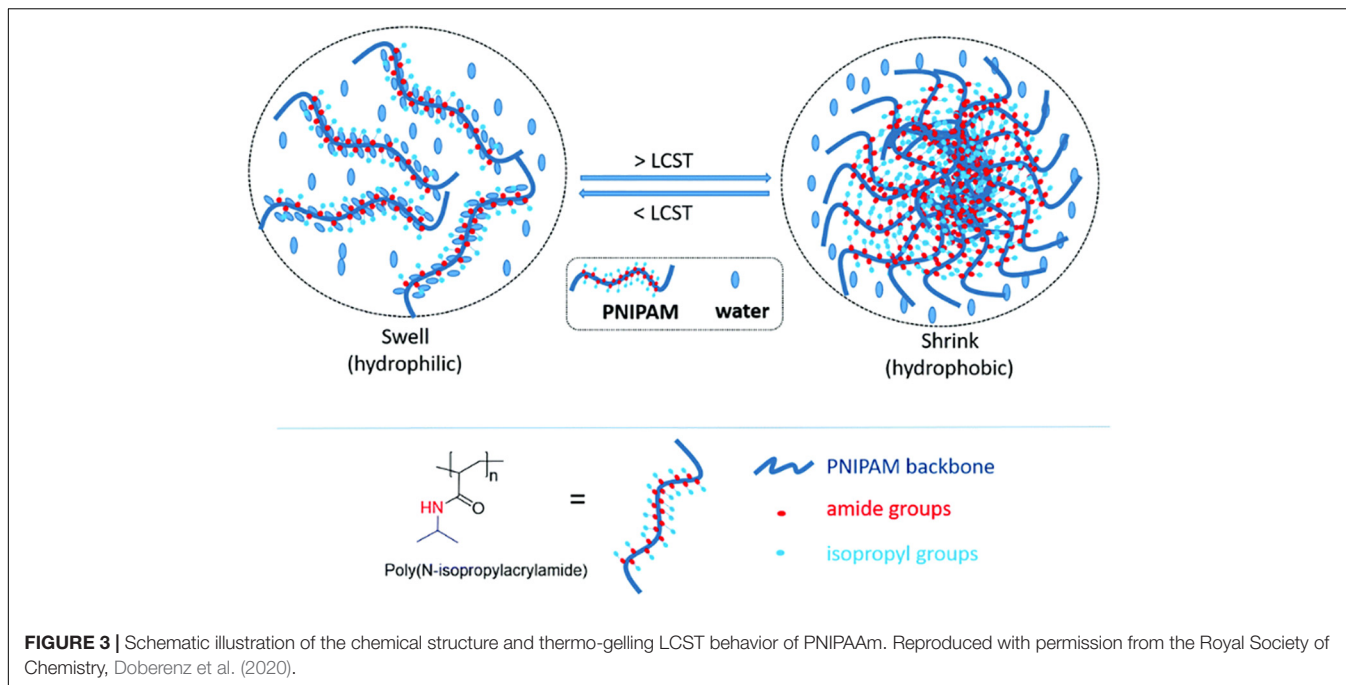 > LCST
< LCST
PNIPAM water
Swell
(hydrophilic)
Shrink
(hydrophobic)
n
HN
O
=
Poly(N-isopropylacrylamide)
PNIPAM backbone
amide groups
isopropyl groups
FIGURE 3 | Schematic illustration of the chemical structure and thermo-gelling LCST behavior of PNIPAAm. Reproduced with permission from the Royal Society of
Chemistry, Doberenz et al. (2020).